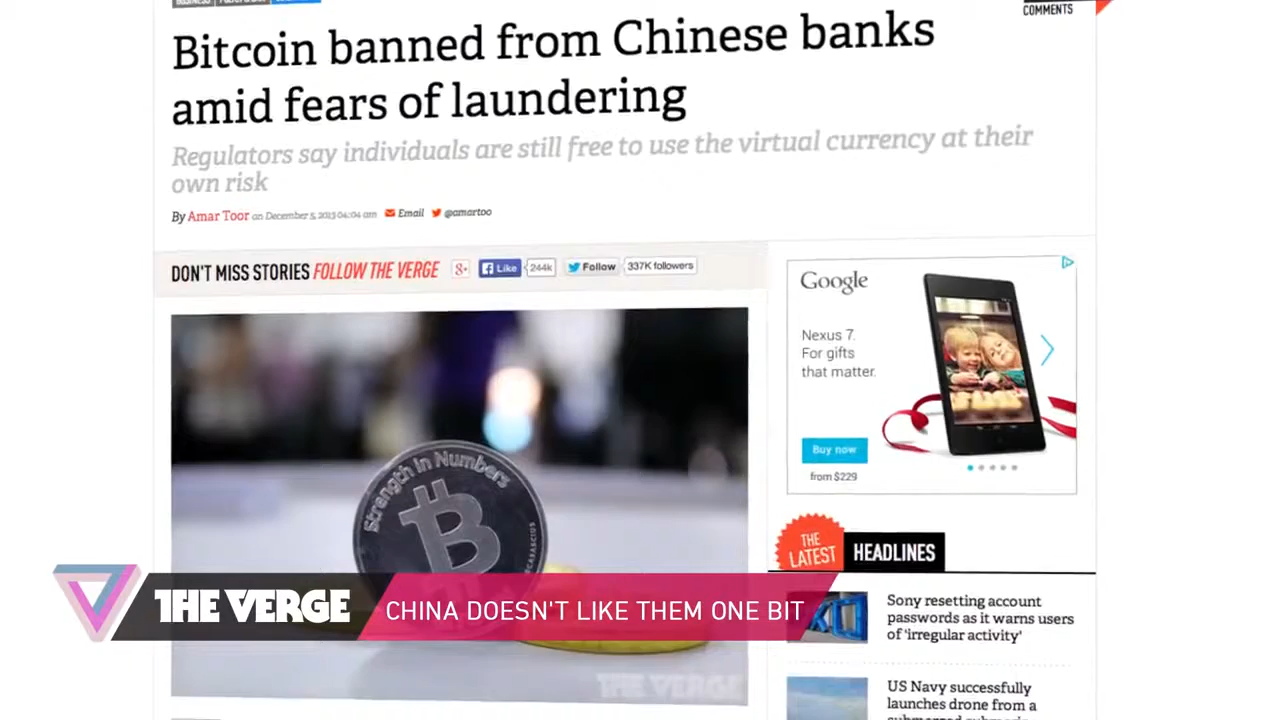 COMMENTS
Bitcoin banned from Chinese banks
amid fears of laundering
Regulators say individuals are still free to use the virtual currency at their
own risk
By Amar Toor on December 5, 2013 04:04 am Email @amartoo
DON'T MISS STORIES FOLLOW THE VERGE
Like 244k Follow 337K followers
Google
Nexus 7.
For gifts
that matter.
Buy now
from $229
Strength in Numbers
THE
LATEST
HEADLINES
Sony resetting account
passwords as it warns users
of 'irregular activity'
US Navy successfully
launches drone from a
THE VERGE
CHINA DOESN'T LIKE THEM ONE BIT
THE VERGE